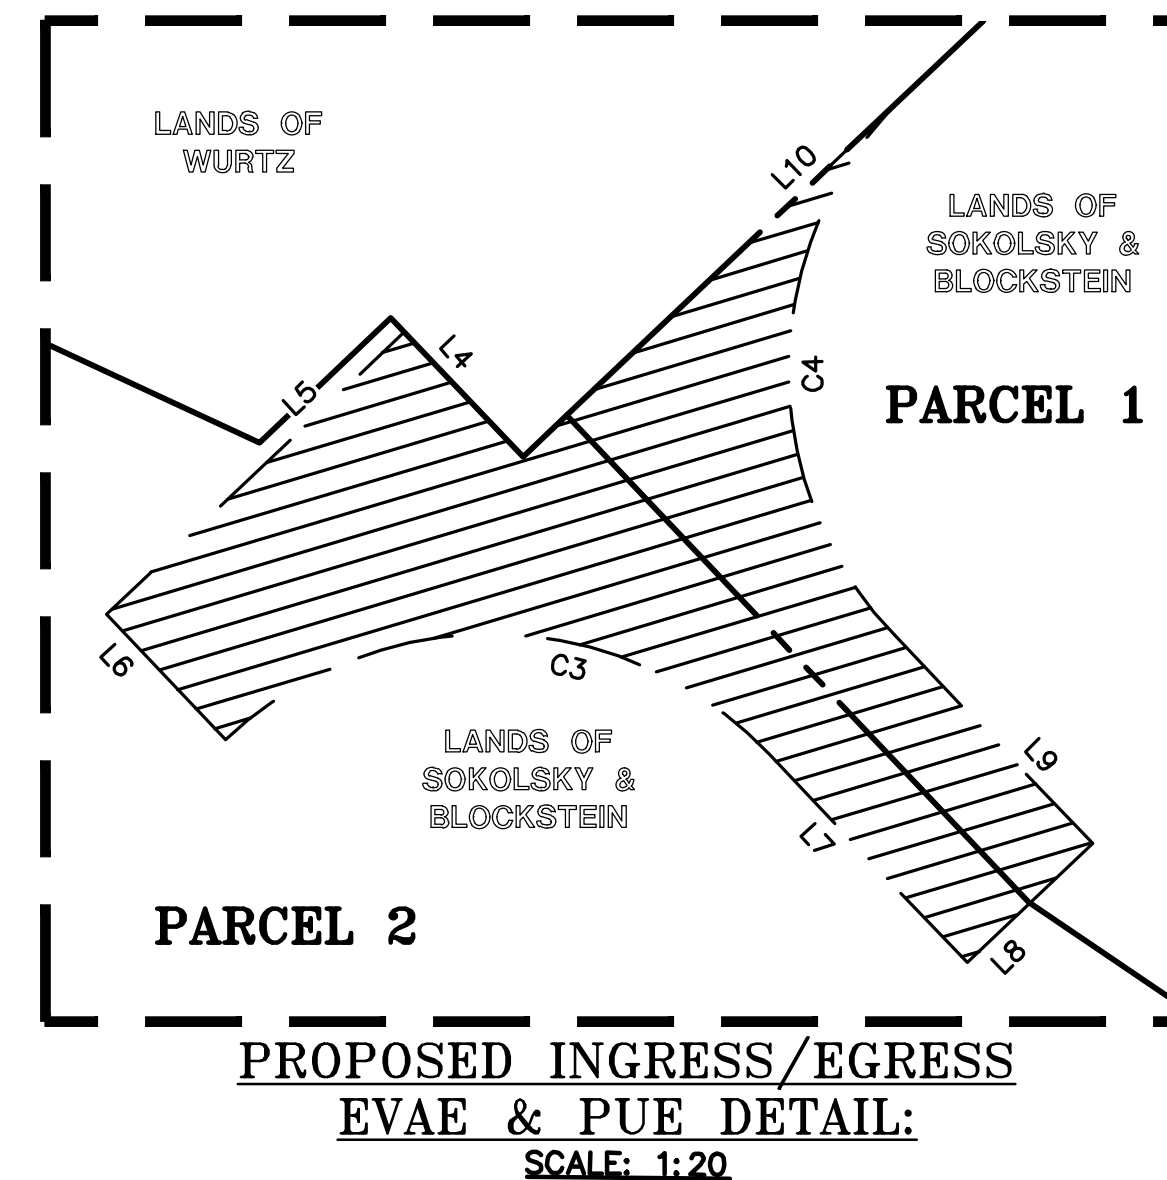 LANDS OF
WURTZ
L10
LANDS OF
SOKOLSKY &
BLOCKSTEIN
L4
L5
C4
PARCEL 1
L6
C3
LANDS OF
SOKOLSKY &
BLOCKSTEIN
L9
L7
PARCEL 2
L8
PROPOSED INGRESS/EGRESS
EVAE & PUE DETAIL:
SCALE: 1:20